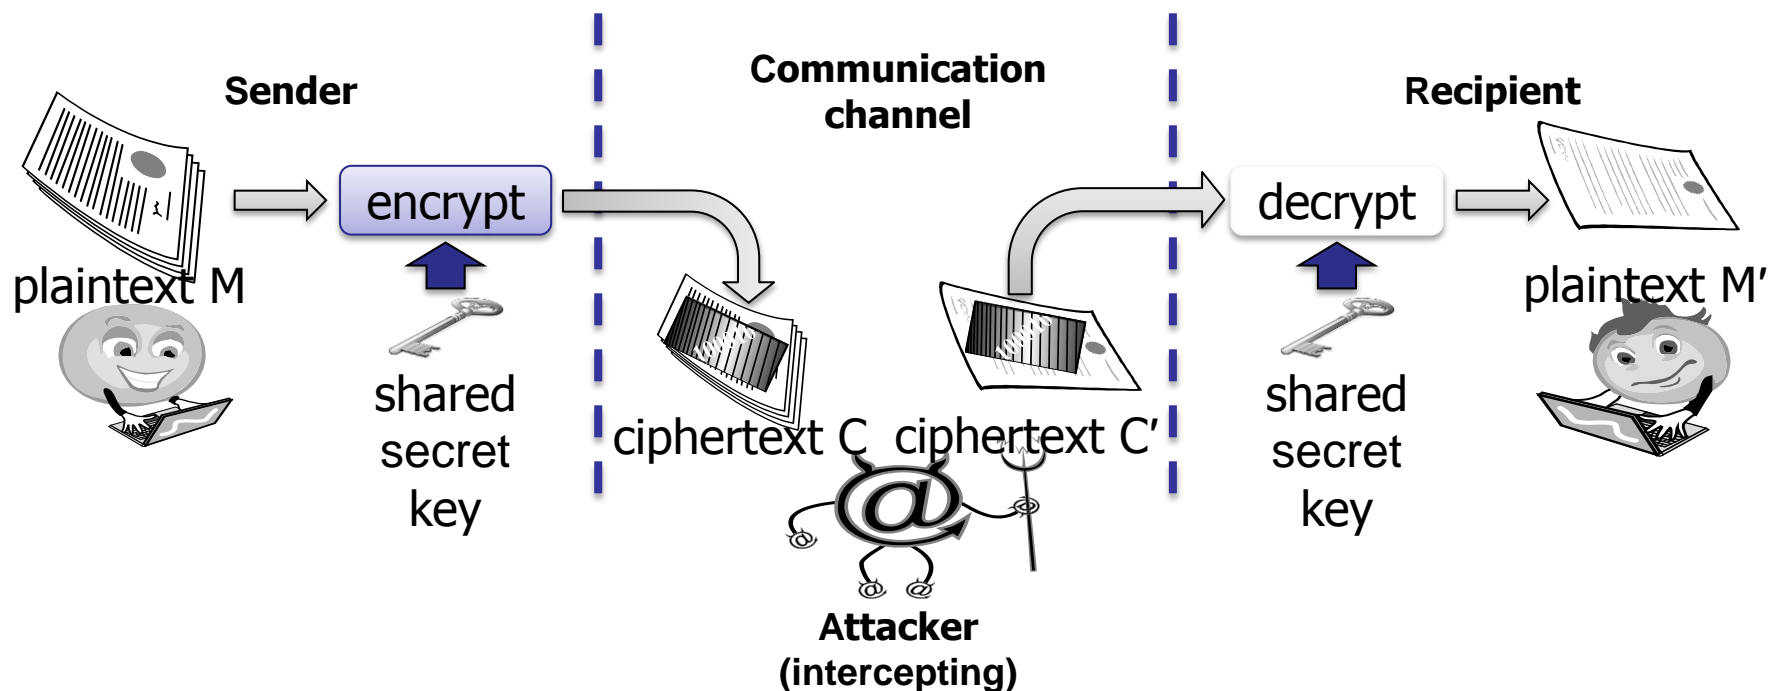 Sender
Communication
channel
Recipient
encrypt
decrypt
plaintext M
plaintext M′
shared
secret
key
ciphertext C
ciphertext C′
shared
secret
key
@
@
@
@
@
Attacker
(intercepting)